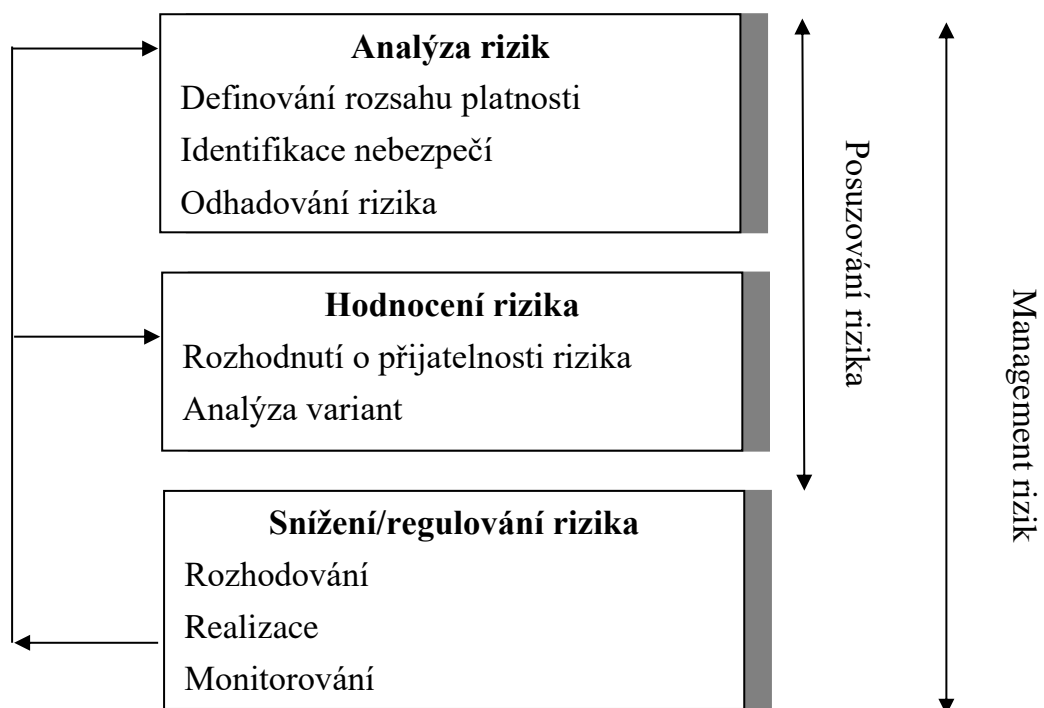 Analýza rizik
Definování rozsahu platnosti
Identifikace nebezpečí
Odhadování rizika
Hodnocení rizika
Rozhodnutí o přijatelnosti rizika
Analýza variant
Snížení/regulování rizika
Rozhodování
Realizace
Monitorování
Posuzování rizika
Management rizik